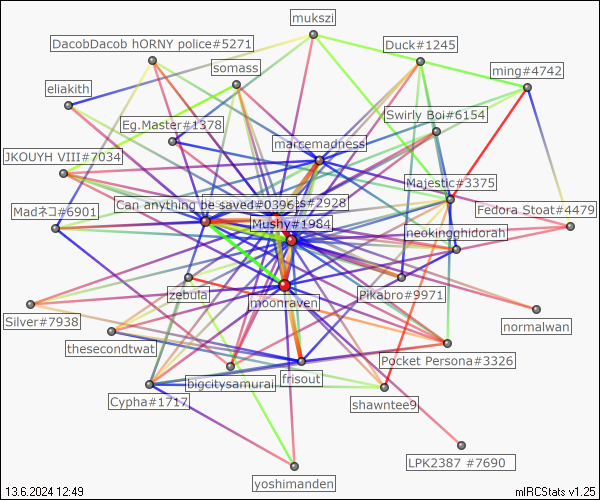 mukszi
DacobDacob hORNY police#5271
Duck#1245
somass
ming#4742
eliakith
Swirly Boi#6154
Eg.Master#1378
marcemadness
JKOUYH VIII#7034
Majestic#3375
Can anything be saved#0396
es#2928
Madネコ#6901
Fedora Stoat#4479
Mushy#1984
neokingghidorah
zebula
Pikabro#9971
moonraven
Silver#7938
normalwan
thesecondtwat
Pocket Persona#3326
bigcitysamurai
frisout
Cypha#1717
shawntee9
LPK2387 #7690
yoshimanden
13.6.2024 12:49
mIRCStats v1.25